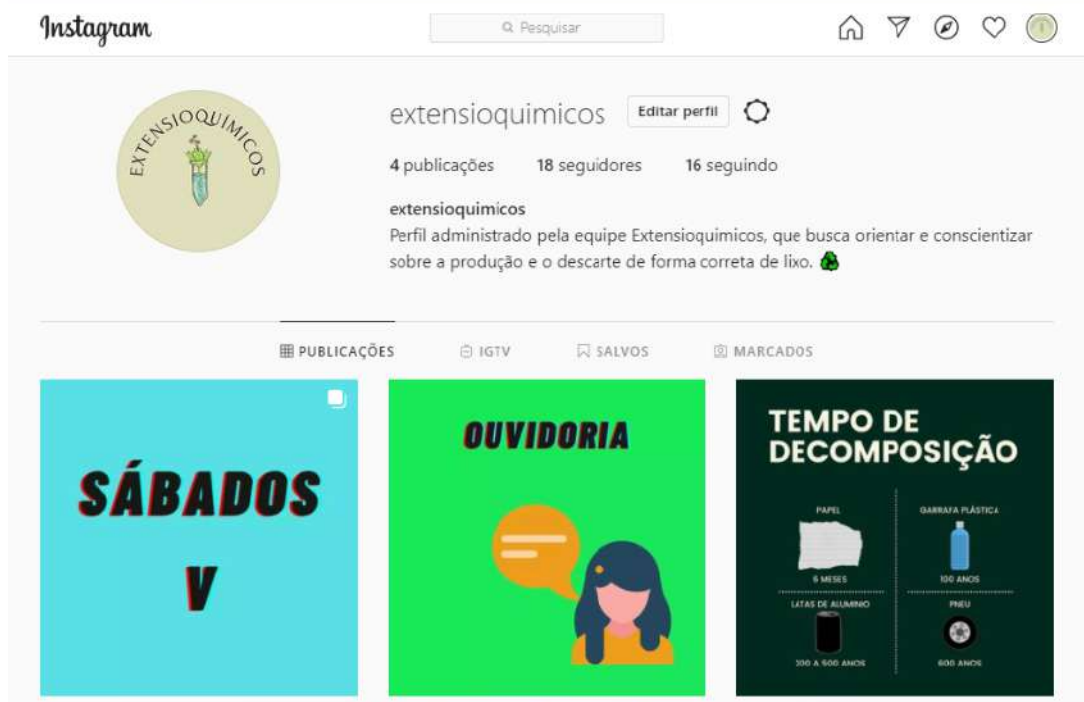 Instagram
Pesquisar
EXTENSIOQUÍMICOS
extensioquimicos Editar perfil
4 publicações 18 seguidores 16 seguindo
extensioquimicos
Perfil administrado pela equipe Extensioquimicos, que busca orientar e conscientizar
sobre a produção e o descarte de forma correta de lixo.
PUBLICAÇÕES IGTV SALVOS MARCADOS
SÁBADOS
V
OUVIDORIA
TEMPO DE
DECOMPOSIÇÃO
PAPEL GARRAFA PLÁSTICA
6 MESES 100 ANOS
LATAS DE ALUMINIO PNEU
A 500 ANOS 600 ANOS